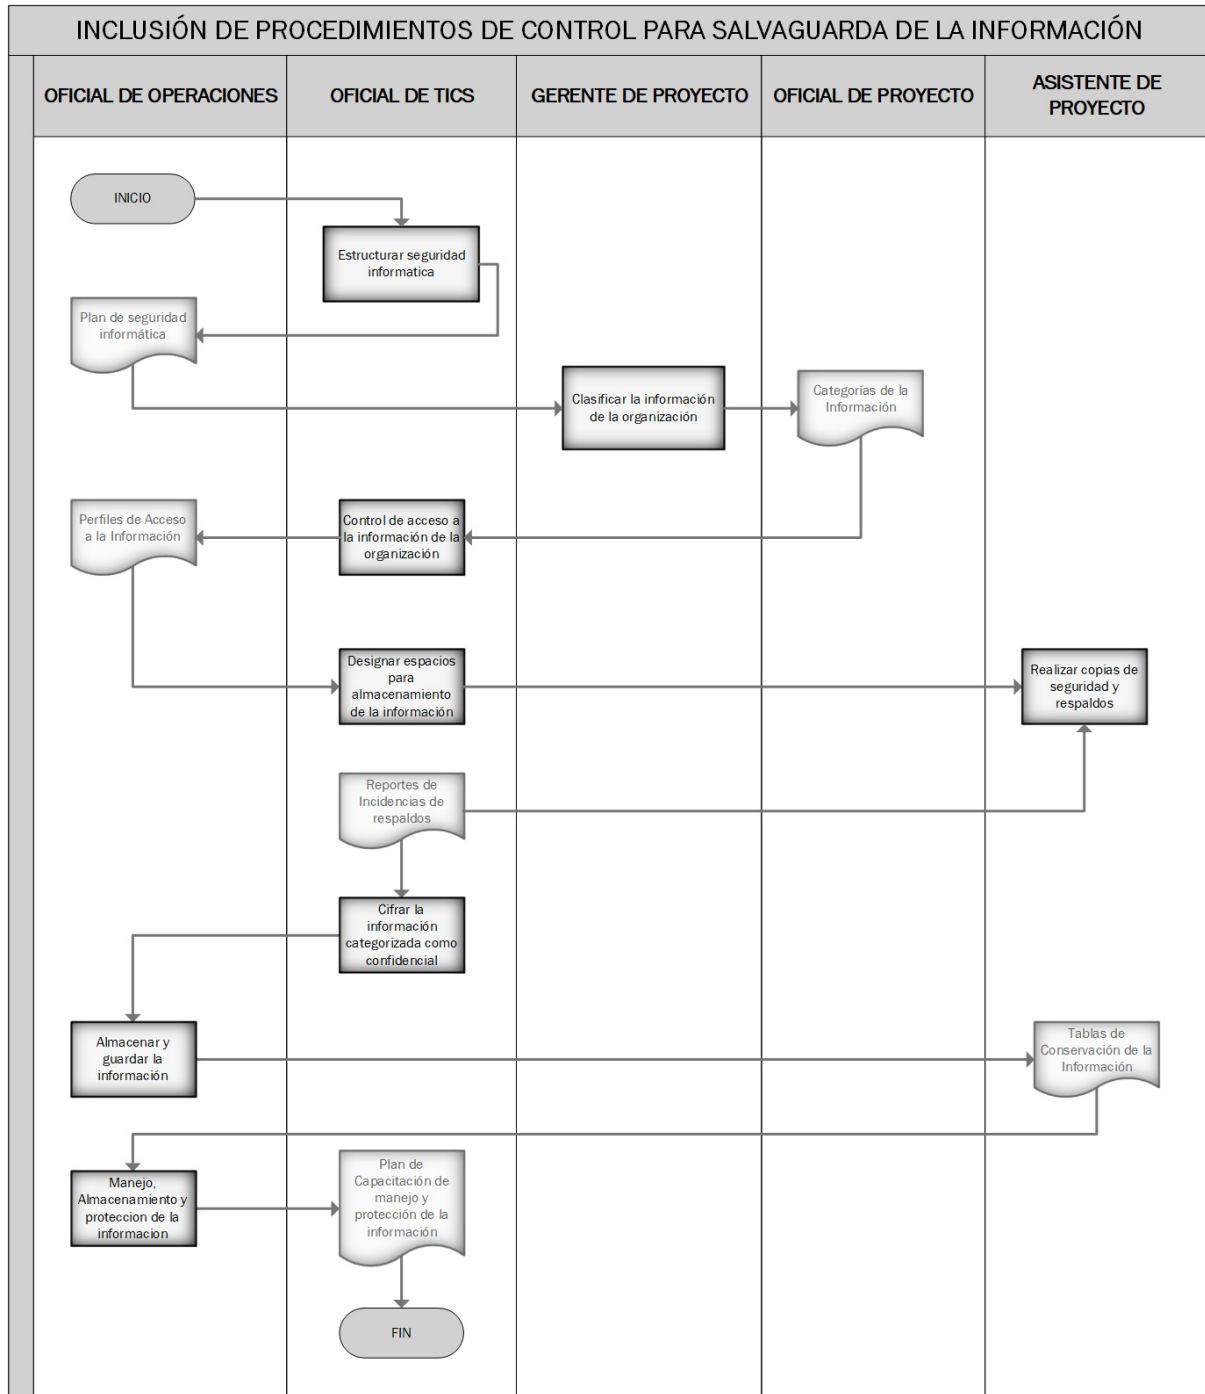 INCLUSIÓN DE PROCEDIMIENTOS DE CONTROL PARA SALVAGUARDA DE LA INFORMACIÓN
OFICIAL DE OPERACIONES
OFICIAL DE TICS
GERENTE DE PROYECTO
OFICIAL DE PROYECTO
ASISTENTE DE
PROYECTO
INICIO
Estructurar seguridad
informatica
Plan de seguridad
informática
Clasificar la información
de la organización
Categorías de la
Información
Perfiles de Acceso
a la Información
Control de acceso a
la información de la
organización
Designar espacios
para
almacenamiento
de la información
Realizar copias de
seguridad y
respaldos
Reportes de
Incidencias de
respaldos
Cifrar la
información
categorizada como
confidencial
Almacenar y
guardar la
información
Tablas de
Conservación de la
Información
Manejo,
Almacenamiento y
proteccion de la
informacion
Plan de
Capacitación de
manejo y
protección de la
información
FIN